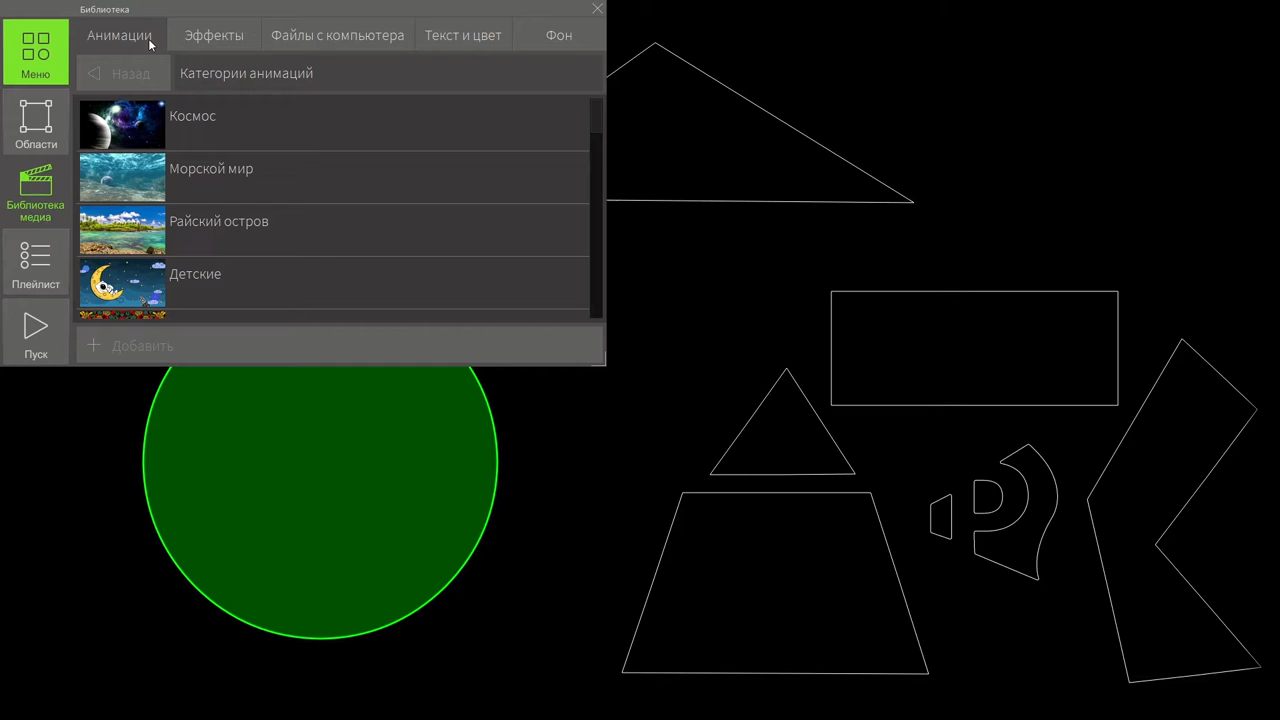 Библиотека
Анимации
Эффекты
Файлы с компьютера
Текст и цвет
Фон
Меню
Назад
Категории анимаций
Области
Космос
Морской мир
Библиотека
медиа
Райский остров
Плейлист
Детские
Пуск
Добавить